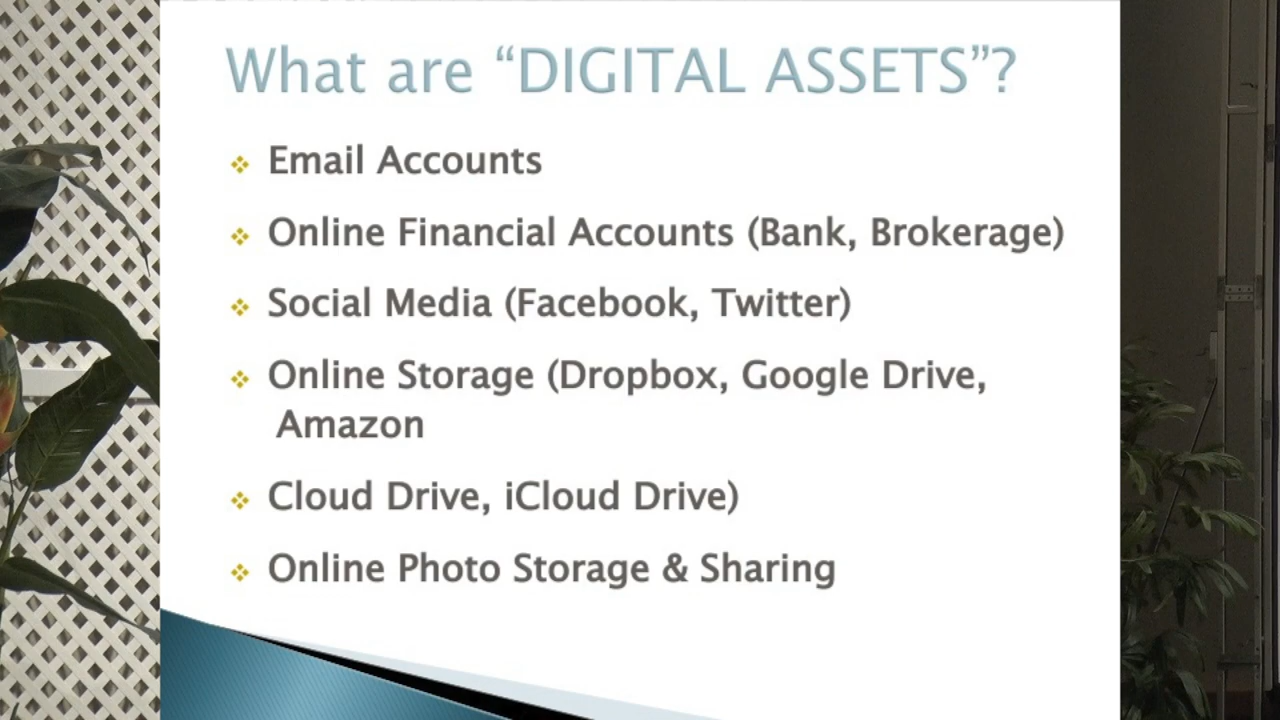 What are “DIGITAL ASSETS”?
Email Accounts
Online Financial Accounts (Bank, Brokerage)
Social Media (Facebook, Twitter)
Online Storage (Dropbox, Google Drive,
Amazon
Cloud Drive, iCloud Drive)
Online Photo Storage & Sharing